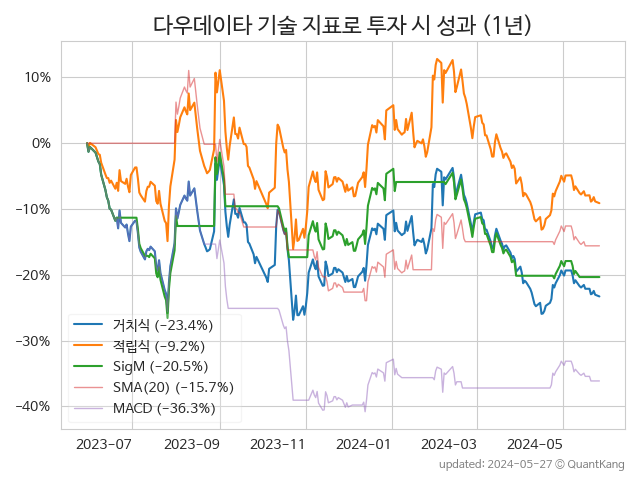 다우데이타 기술 지표로 투자 시 성과 (1년)
10%
0%
−10%
−20%
−30%
−40%
거치식 (−23.4%)
적립식 (−9.2%)
SigM (−20.5%)
SMA(20) (−15.7%)
MACD (−36.3%)
2023−07
2023−09
2023−11
2024−01
2024−03
2024−05
updated: 2024−05−27 © QuantKang